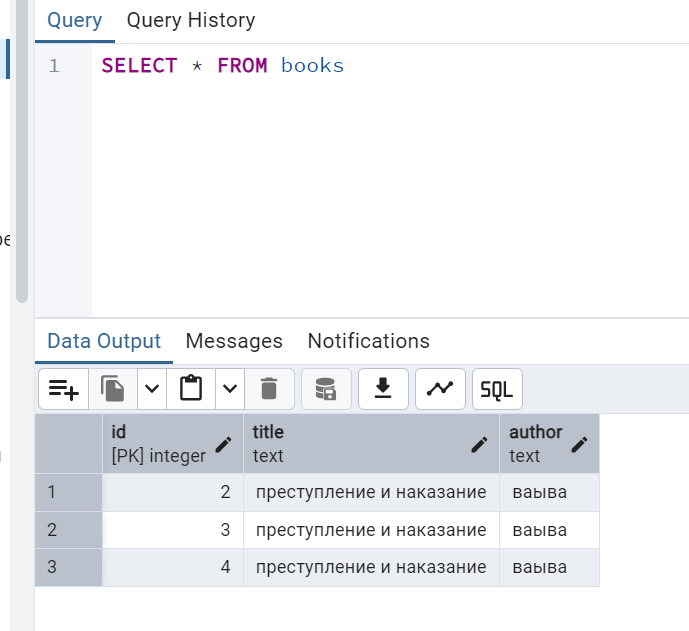 Query Query History
1 SELECT * FROM books
Data Output Messages Notifications
SQL
id title author
[PK] integer text text
1 2 преступление и наказание ваыва
2 3 преступление и наказание ваыва
3 4 преступление и наказание ваыва